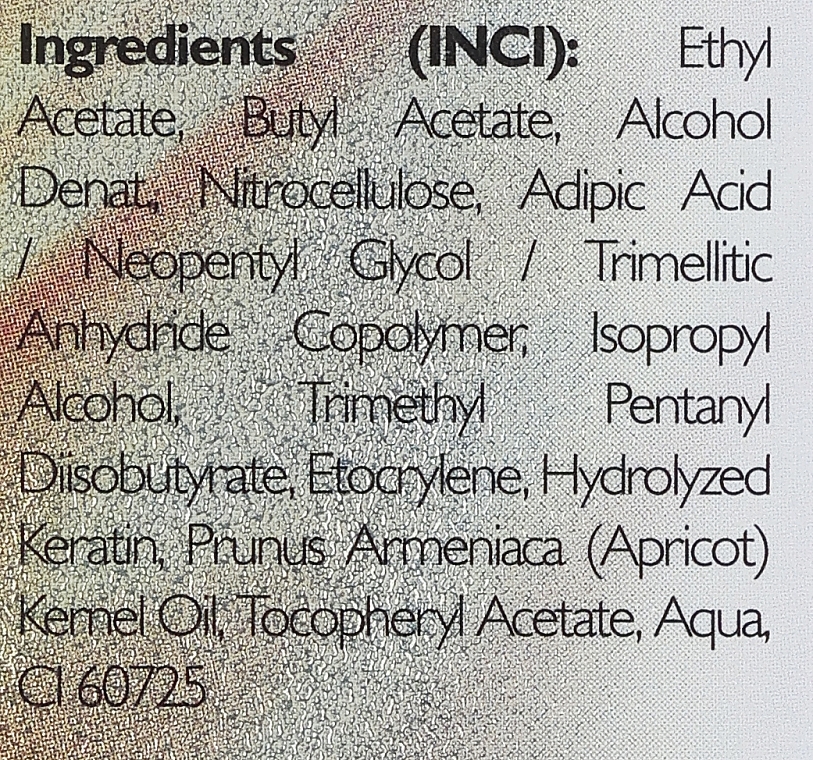 Ingredients (INCI): Ethyl
Acetate, Butyl Acetate, Alcohol
Denat., Nitrocellulose, Adipic Acid
/ Neopentyl Glycol / Trimellitic
Anhydride Copolymer, Isopropyl
Alcohol, Trimethyl Pentanyl
Diisobutyrate, Etocrylene, Hydrolyzed
Keratin, Prunus Armeniaca (Apricot)
Kernel Oil, Tocopheryl Acetate, Aqua,
CI 60725